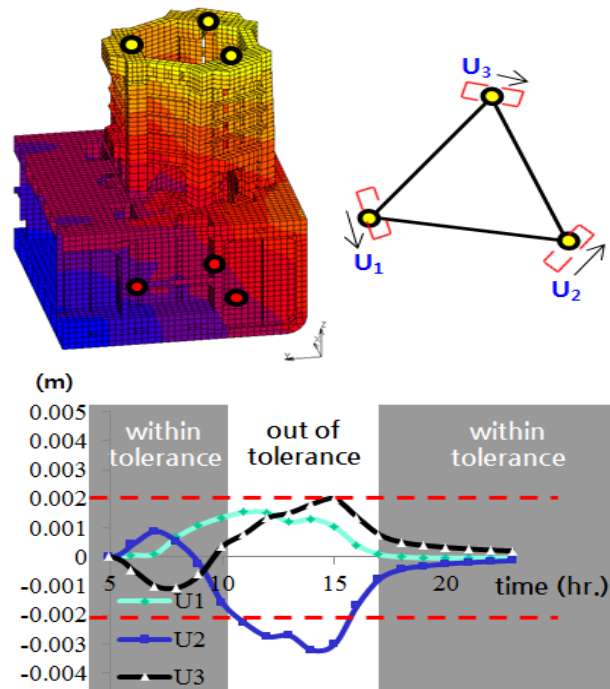 U3
U1
U2
Z
X
Y
(m)
0.005
0.004
0.003
0.002
0.001
0
-0.001
-0.002
-0.003
-0.004
within
tolerance
out of
tolerance
within
tolerance
5
10
15
20
time (hr.)
U1
U2
U3